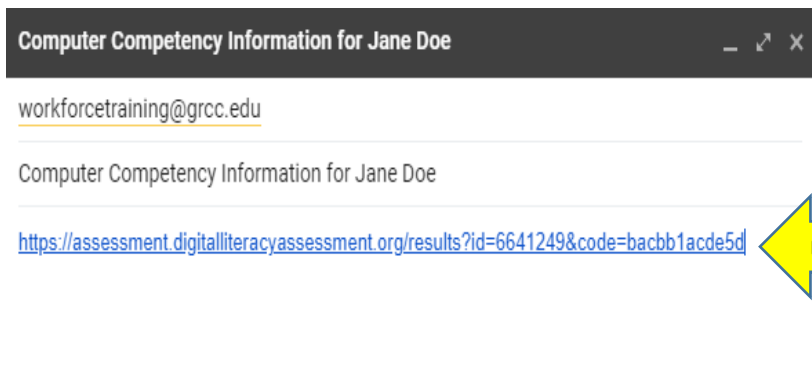 Computer Competency Information for Jane Doe
workforcetraining@grcc.edu
Computer Competency Information for Jane Doe
https://assessment.digitalliteracyassessment.org/results?id=6641249&code=bacbb1acde5d